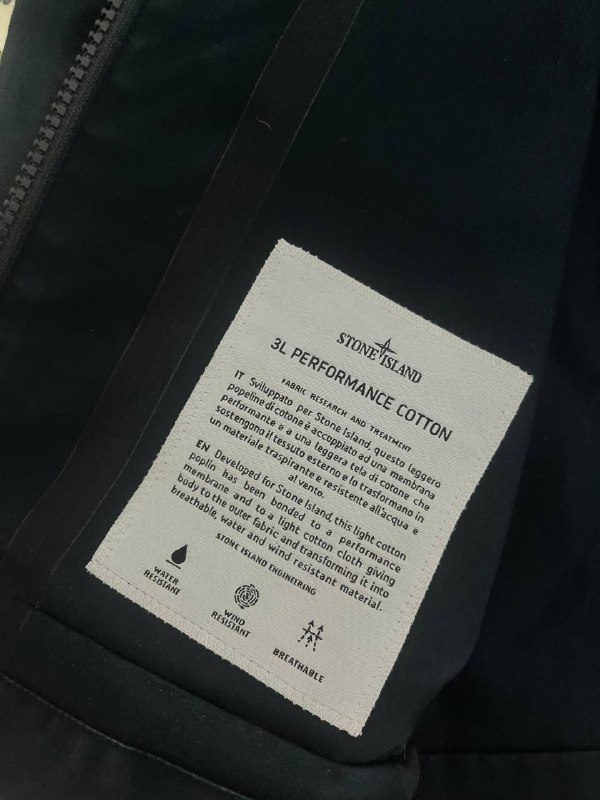 STONE ISLAND
3L PERFORMANCE COTTON
FABRIC RESEARCH AND TREATMENT
IT Sviluppato per Stone Island, questo leggero
popeline di cotone è accoppiato ad una membrana
performante e a una leggera tela di cotone che
sostengono il tessuto esterno e lo trasformano in
un materiale traspirante e resistente all'acqua e
al vento.
EN Developed for Stone Island, this light cotton
poplin has been bonded to a performance
membrane and to a light cotton cloth giving
body to the outer fabric and transforming it into
breathable, water and wind resistant material.
STONE ISLAND ENGINEERING
WATER
RESISTANT
WIND
RESISTANT
BREATHABLE